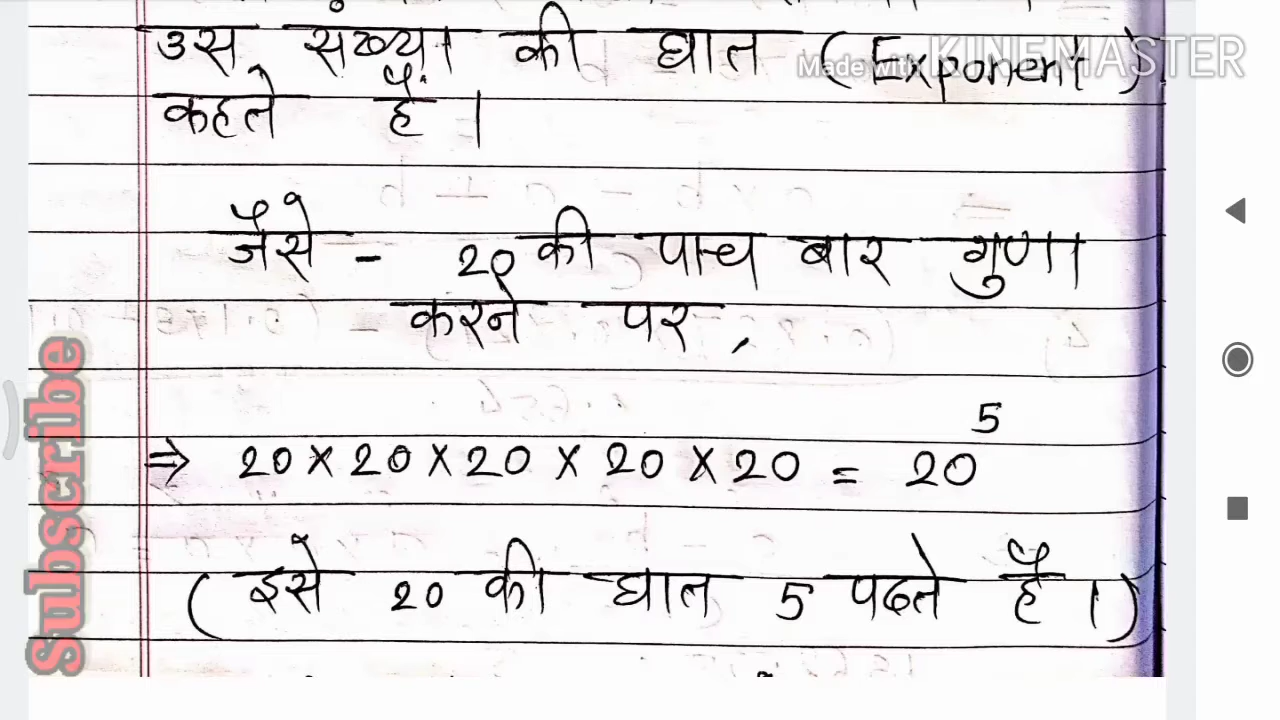 उस संख्या की घात (Exponent)
Made with KINEMASTER
कहते हैं।
जैसे - 20 की पाच बार गुणा
करने पर,
⇒ 20 × 20 × 20 × 20 × 20 = 20⁵
(इसे 20 की घात 5 पढते हैं।)
Subscribe